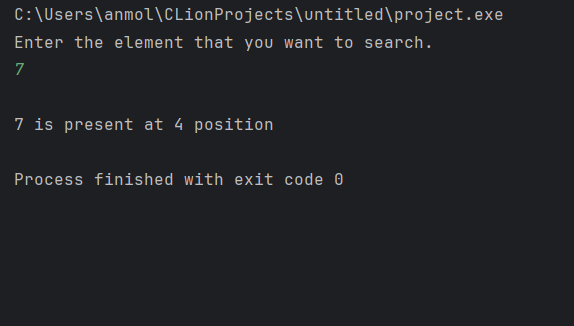 C:\Users\anmol\CLionProjects\untitled\project.exe
Enter the element that you want to search.
7
7 is present at 4 position
Process finished with exit code 0